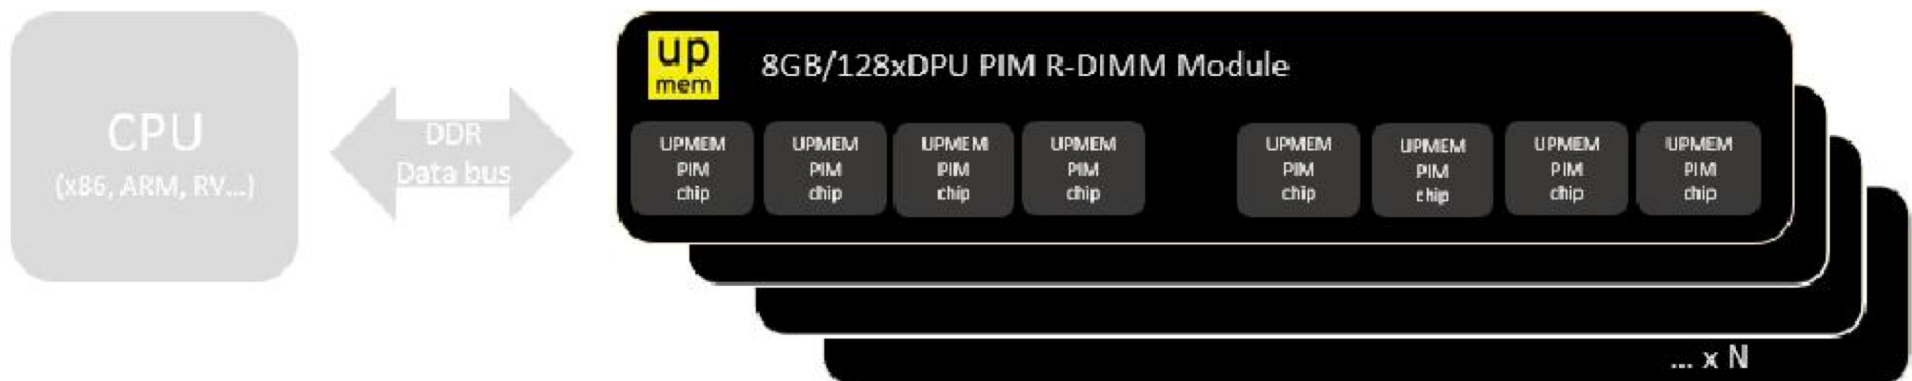 CPU
(x86, ARM, RV...)
DDR
Data bus
up
mem
8GB/128xDPU PIM R-DIMM Module
UPMEM
PIM
chip
UPMEM
PIM
chip
UPMEM
PIM
chip
UPMEM
PIM
chip
UPMEM
PIM
chip
UPMEM
PIM
chip
UPMEM
PIM
chip
UPMEM
PIM
chip
... x N